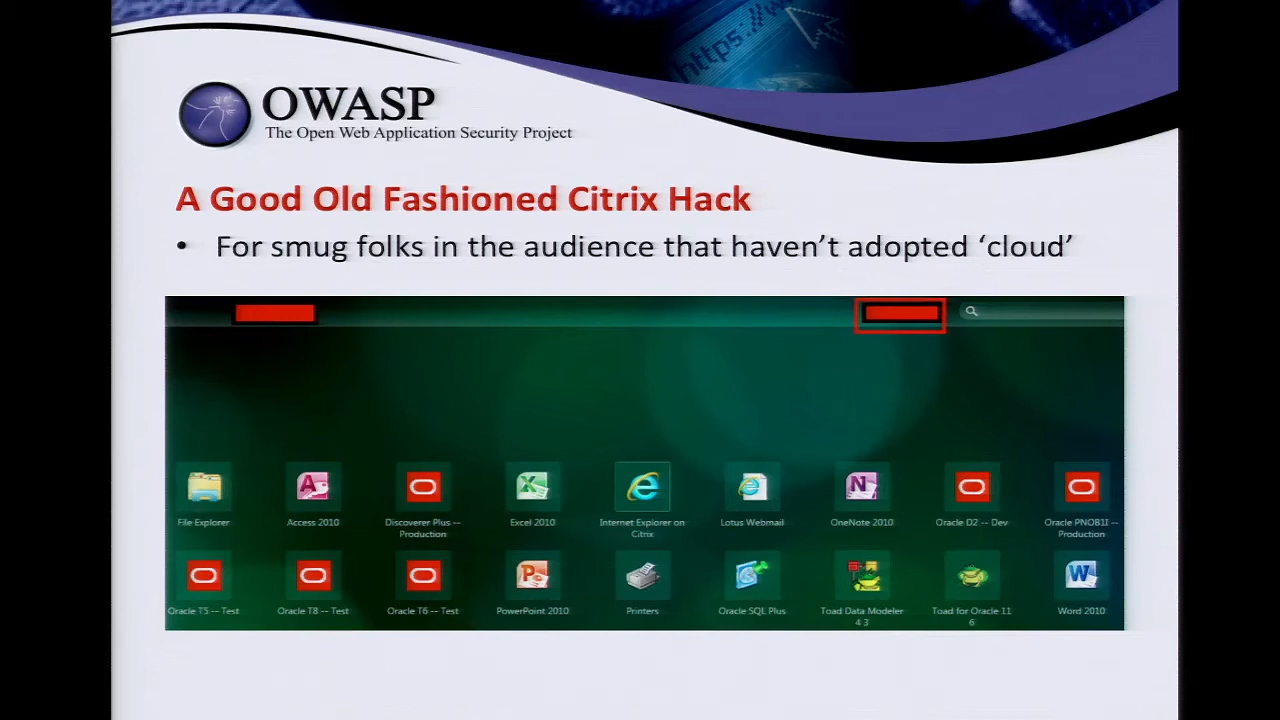 https://w
OWASP
The Open Web Application Security Project
A Good Old Fashioned Citrix Hack
• For smug folks in the audience that haven’t adopted ‘cloud’
File Explorer
Access 2010
Discoverer Plus --
Production
Excel 2010
Internet Explorer on
Citrix
Lotus Webmail
OneNote 2010
Oracle D2 -- Dev
Oracle PNOB1I --
Production
Oracle T5 -- Test
Oracle T8 -- Test
Oracle T6 -- Test
PowerPoint 2010
Printers
Oracle SQL Plus
Toad Data Modeler
4 3
Toad for Oracle 11
6
Word 2010